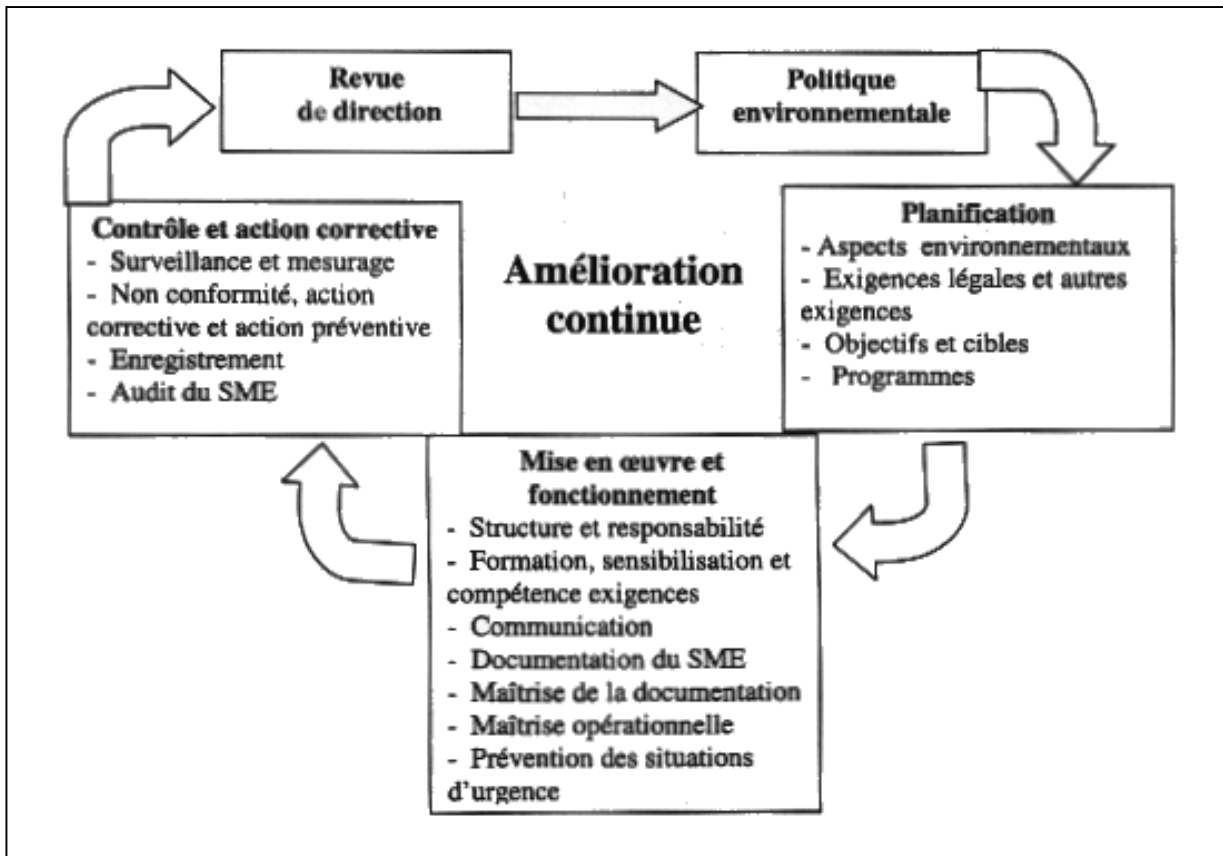 Revue
de direction
Politique
environnementale
Contrôle et action corrective
- Surveillance et mesurage
- Non conformité, action
corrective et action préventive
- Enregistrement
- Audit du SME
Amélioration
continue
Planification
- Aspects environnementaux
- Exigences légales et autres
exigences
- Objectifs et cibles
- Programmes
Mise en œuvre et
fonctionnement
- Structure et responsabilité
- Formation, sensibilisation et
compétence exigences
- Communication
- Documentation du SME
- Maîtrise de la documentation
- Maîtrise opérationnelle
- Prévention des situations
d'urgence